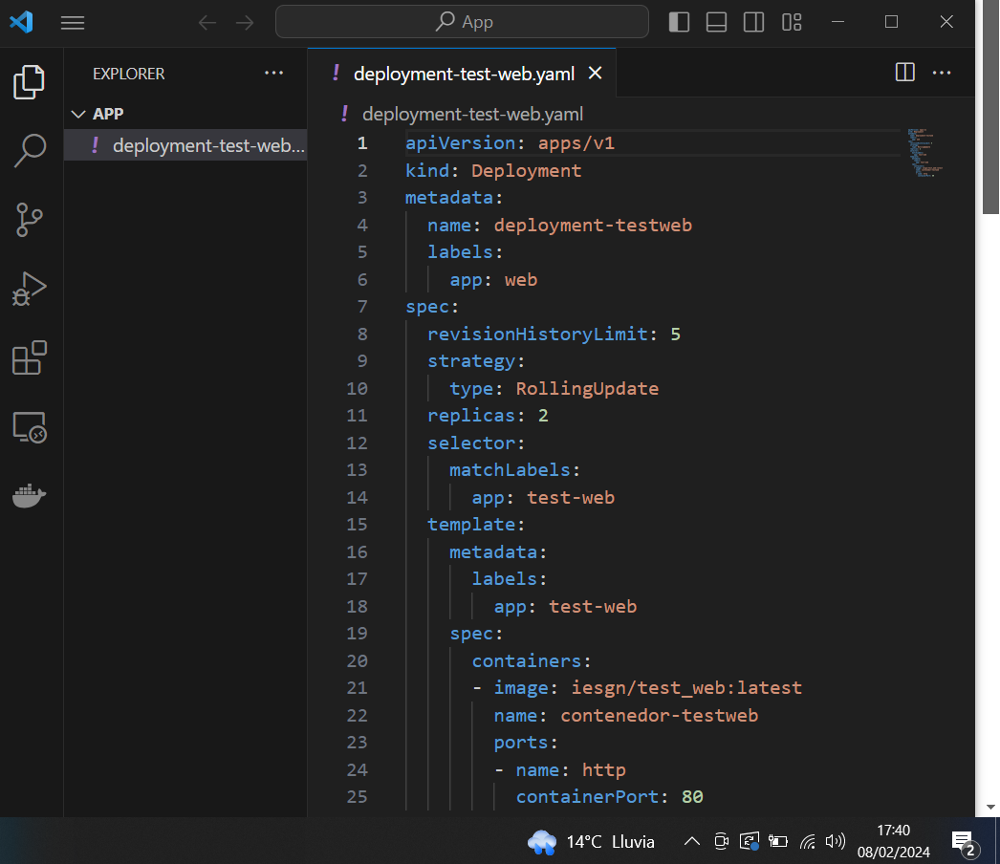 App
EXPLORER
APP
! deployment-test-web...
! deployment-test-web.yaml
! deployment-test-web.yaml
1 apiVersion: apps/v1
2 kind: Deployment
3 metadata:
4   name: deployment-testweb
5   labels:
6     app: web
7 spec:
8   revisionHistoryLimit: 5
9   strategy:
10     type: RollingUpdate
11   replicas: 2
12   selector:
13     matchLabels:
14       app: test-web
15   template:
16     metadata:
17       labels:
18         app: test-web
19     spec:
20       containers:
21       - image: iesgn/test_web:latest
22         name: contenedor-testweb
23         ports:
24         - name: http
25           containerPort: 80
14°C Lluvia
17:40
08/02/2024
2